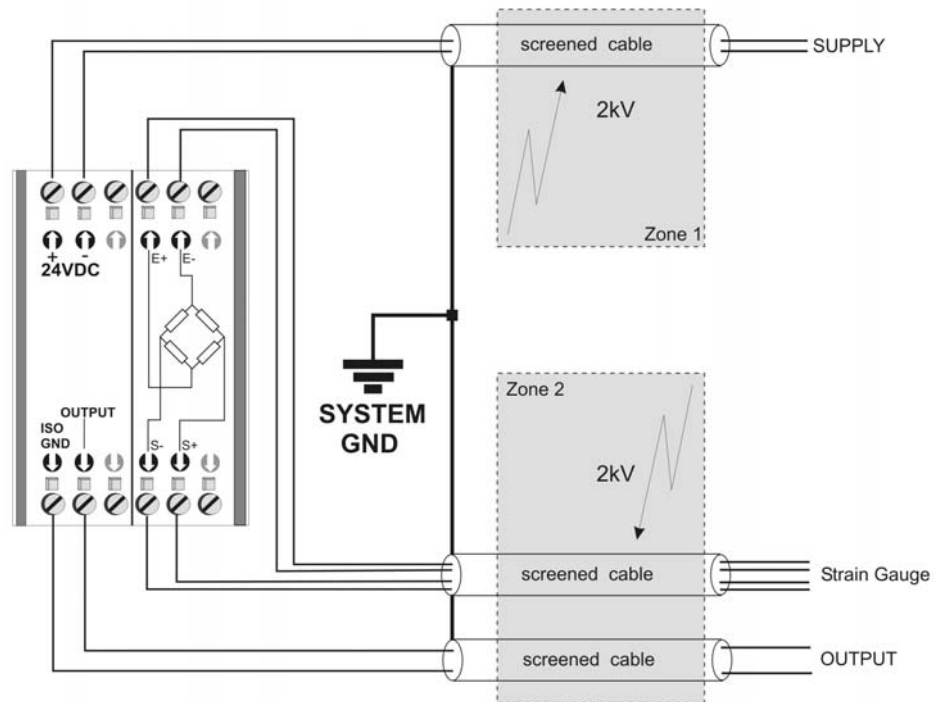 screened cable
SUPPLY
2kV
Zone 1
+ -
24VDC
E+ E-
SYSTEM
GND
Zone 2
2kV
OUTPUT
ISO
GND
S- S+
screened cable
Strain Gauge
screened cable
OUTPUT